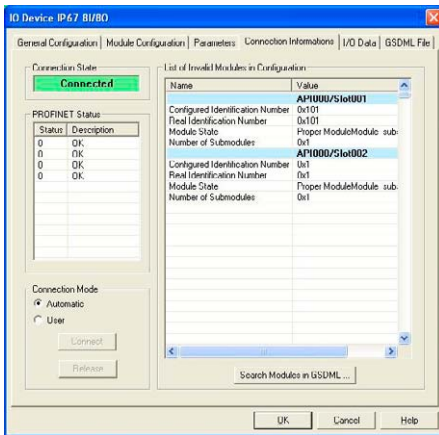 IO Device IP67 BI/BO
General Configuration | Module Configuration | Parameters | Connection Informations | I/O Data | GSDML File
Connection State
Connected
PROFINET Status
Status Description
0 OK
0 OK
0 OK
0 OK
Connection Mode
Automatic
User
Connect
Release
List of Invalid Modules in Configuration
Name Value
API000/Slot001
Configured Identification Number 0x101
Real Identification Number 0x101
Module State Proper ModuleModule sub
Number of Submodules 0x1
API000/Slot002
Configured Identification Number 0x1
Real Identification Number 0x1
Module State Proper ModuleModule sub
Number of Submodules 0x1
Search Modules in GSDML ...
OK Cancel Help